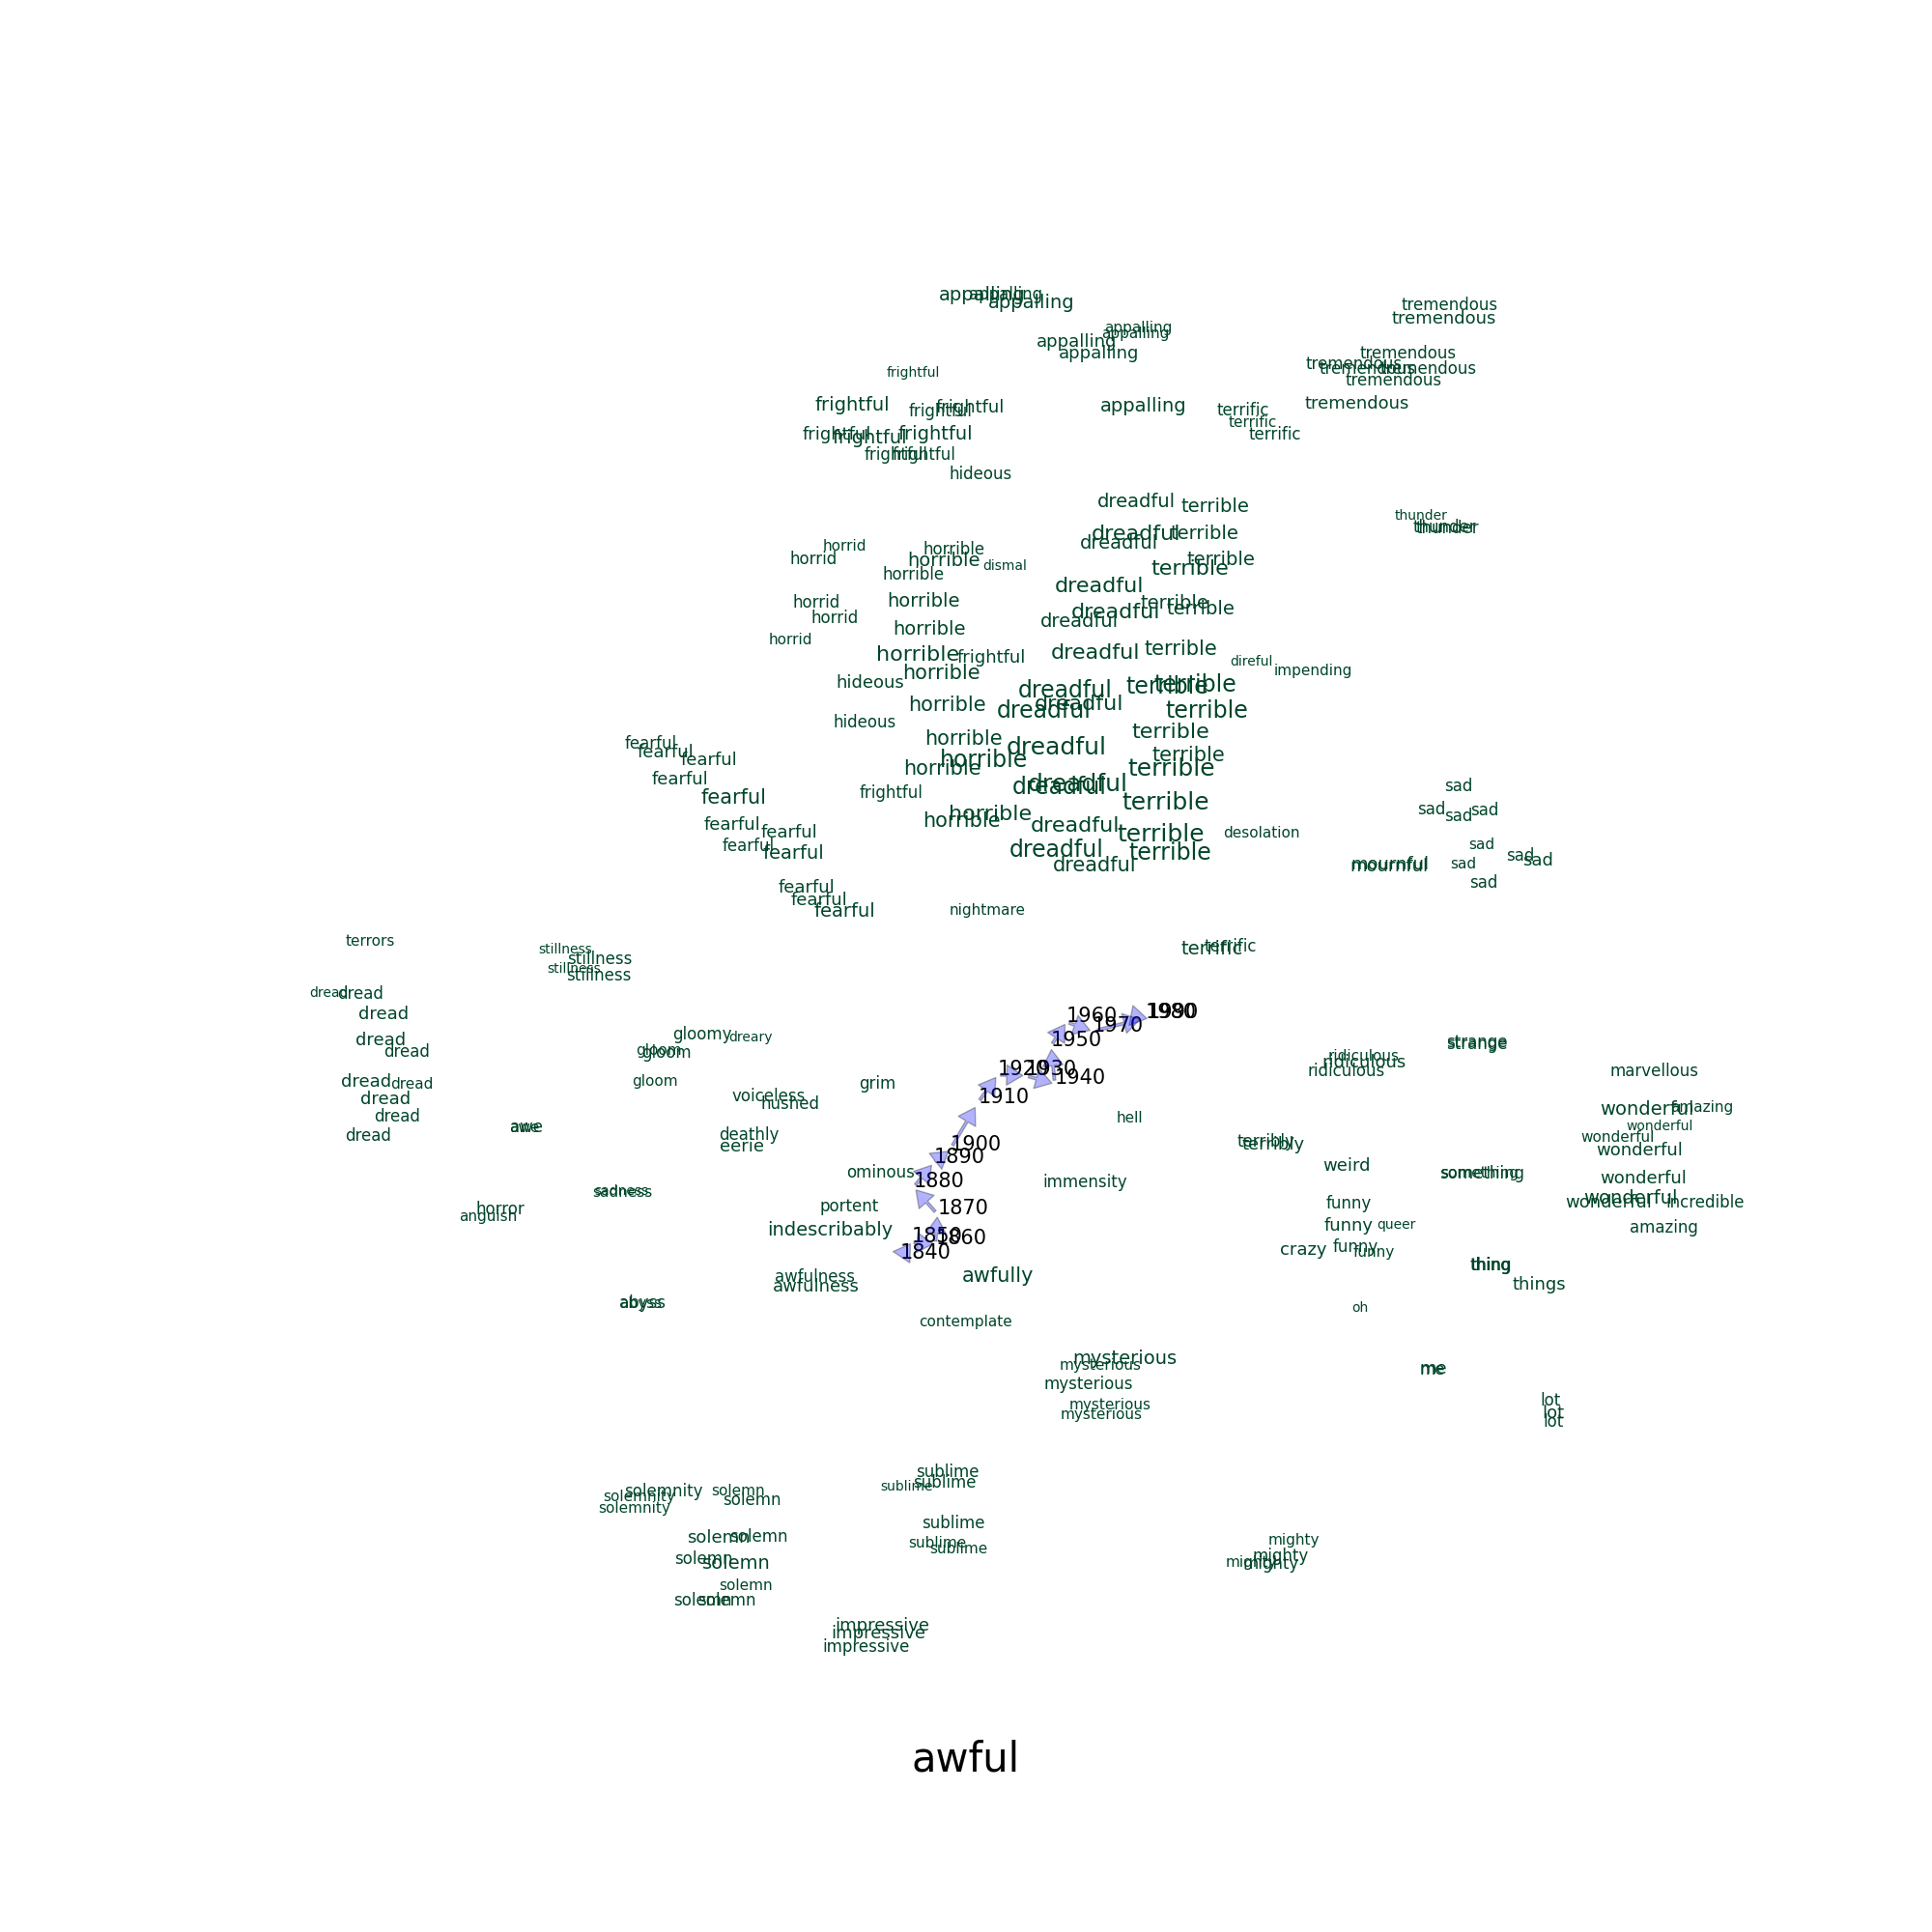 appalling
appalling
appalling
tremendous
tremendous
appalling
appalling
appalling
appalling
tremendous
tremendous
tremendous
tremendous
tremendous
frightful
frightful
frightful
frightful
appalling
terrific
tremendous
terrific
frightful
frightful
frightful
terrific
frightful
frightful
hideous
dreadful
terrible
thunder
thunder
thunder
dreadful
terrible
dreadful
horrid
horrible
horrid
horrible
dismal
terrible
horrible
terrible
dreadful
horrid
horrible
terrible
terrible
horrid
dreadful
dreadful
horrible
horrid
horrible
frightful
dreadful
terrible
direful
impending
hideous
horrible
dreadful
terrible
terrible
horrible
dreadful
dreadful
terrible
hideous
terrible
fearful
fearful
fearful
horrible
dreadful
horrible
terrible
fearful
horrible
terrible
sad
fearful
frightful
dreadful
dreadful
terrible
sad
sad
sad
horrible
horrible
fearful
fearful
dreadful
terrible
desolation
fearful
fearful
dreadful
terrible
sad
sad
sad
dreadful
mournful
mournful
sad
sad
fearful
fearful
fearful
nightmare
terrors
stillness
stillness
stillness
stillness
terrific
terrific
dread
dread
dread
1960
1980
1990
1970
dread
dread
gloomy
dreary
gloom
gloom
1950
strange
strange
ridiculous
ridiculous
ridiculous
dread
dread
gloom
grim
1920
1930
1940
marvellous
dread
voiceless
hushed
1910
wonderful
amazing
dread
dread
awe
awe
deathly
eerie
hell
wonderful
wonderful
1900
1890
terribly
terribly
wonderful
ominous
1880
immensity
weird
something
something
wonderful
sadness
sadness
horror
anguish
portent
1870
funny
wonderful
wonderful
incredible
indescribably
1850
1860
funny
queer
amazing
1840
crazy
funny
funny
awfulness
awfulness
awfully
thing
thing
things
abyss
abyss
contemplate
oh
mysterious
mysterious
me
me
mysterious
mysterious
mysterious
lot
lot
lot
sublime
sublime
sublime
solemnity
solemnity
solemnity
solemn
solemn
sublime
solemn
solemn
sublime
sublime
mighty
mighty
mighty
mighty
solemn
solemn
solemn
solemn
solemn
impressive
impressive
impressive
awful